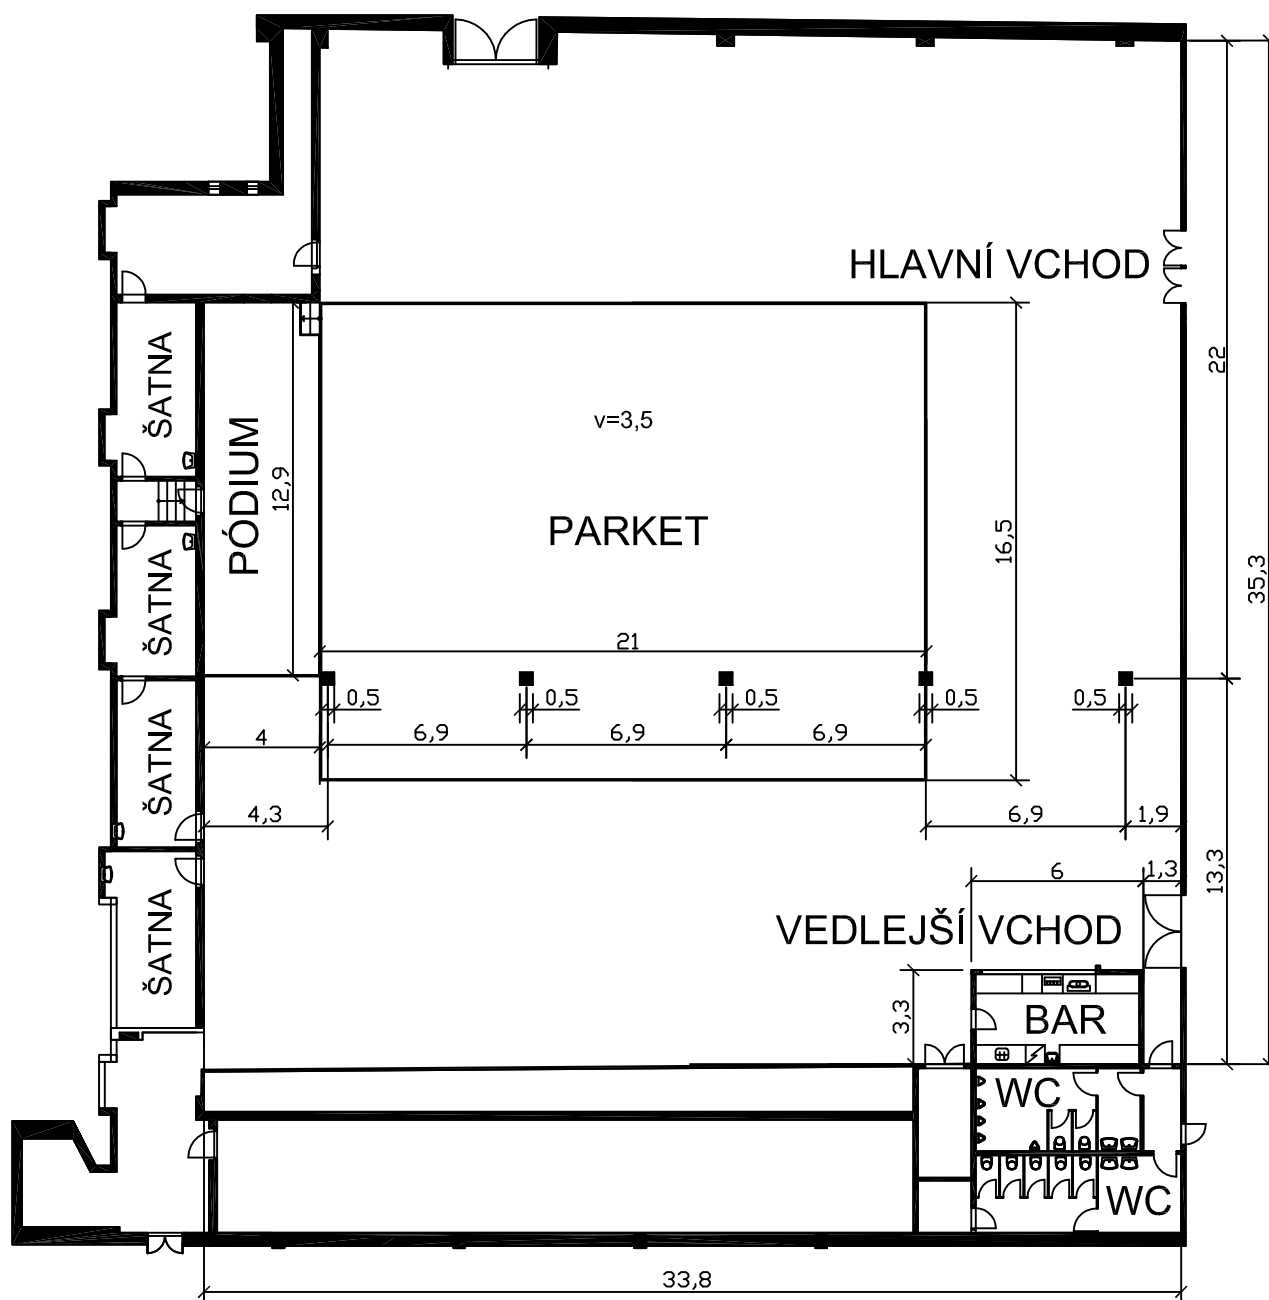 HLAVNÍ VCHOD
22
35,3
ŠATNA
PÓDIUM
12,9
v=3,5
PARKET
16,5
21
ŠATNA
0,5
0,5
0,5
0,5
0,5
4
6,9
6,9
6,9
ŠATNA
4,3
6,9
1,9
13,3
6
1,3
ŠATNA
VEDLEJŠÍ VCHOD
3,3
BAR
WC
WC
33,8